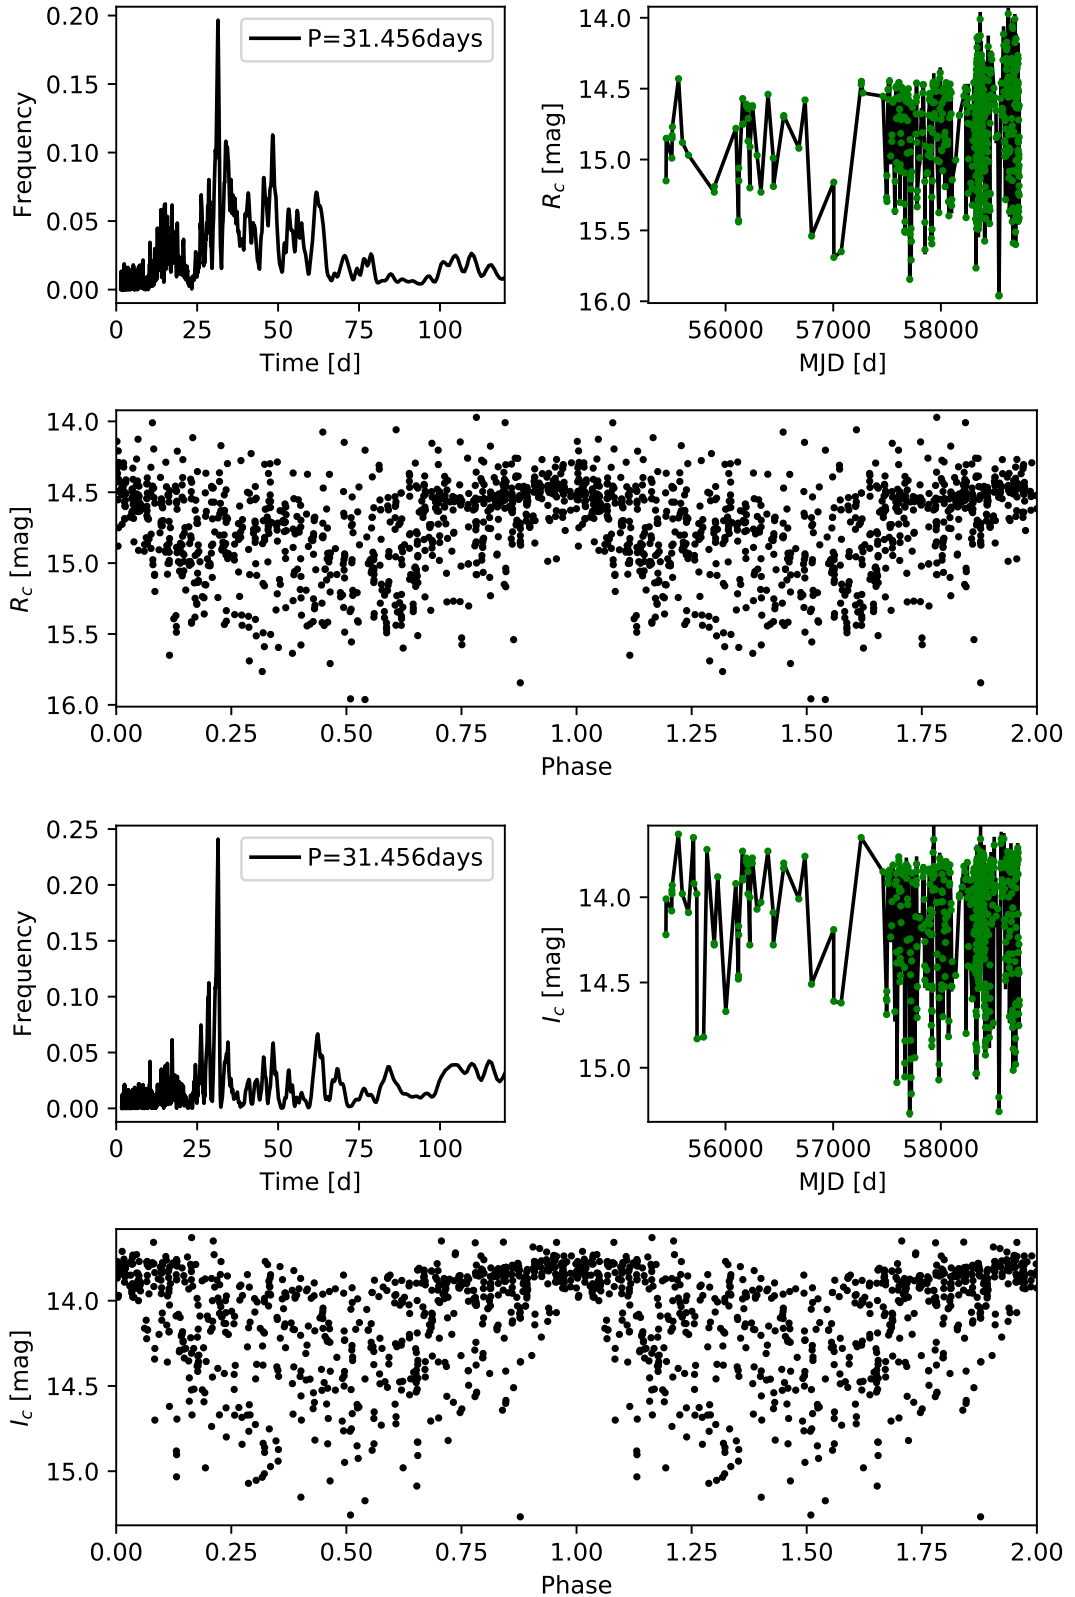 P=31.456days
Frequency
0.20
0.15
0.10
0.05
0.00
0 25 50 75 100
Time [d]
R_c [mag]
14.0
14.5
15.0
15.5
16.0
56000 57000 58000
MJD [d]
R_c [mag]
14.0
14.5
15.0
15.5
16.0
0.00 0.25 0.50 0.75 1.00 1.25 1.50 1.75 2.00
Phase
P=31.456days
Frequency
0.25
0.20
0.15
0.10
0.05
0.00
0 25 50 75 100
Time [d]
I_c [mag]
14.0
14.5
15.0
56000 57000 58000
MJD [d]
I_c [mag]
14.0
14.5
15.0
0.00 0.25 0.50 0.75 1.00 1.25 1.50 1.75 2.00
Phase